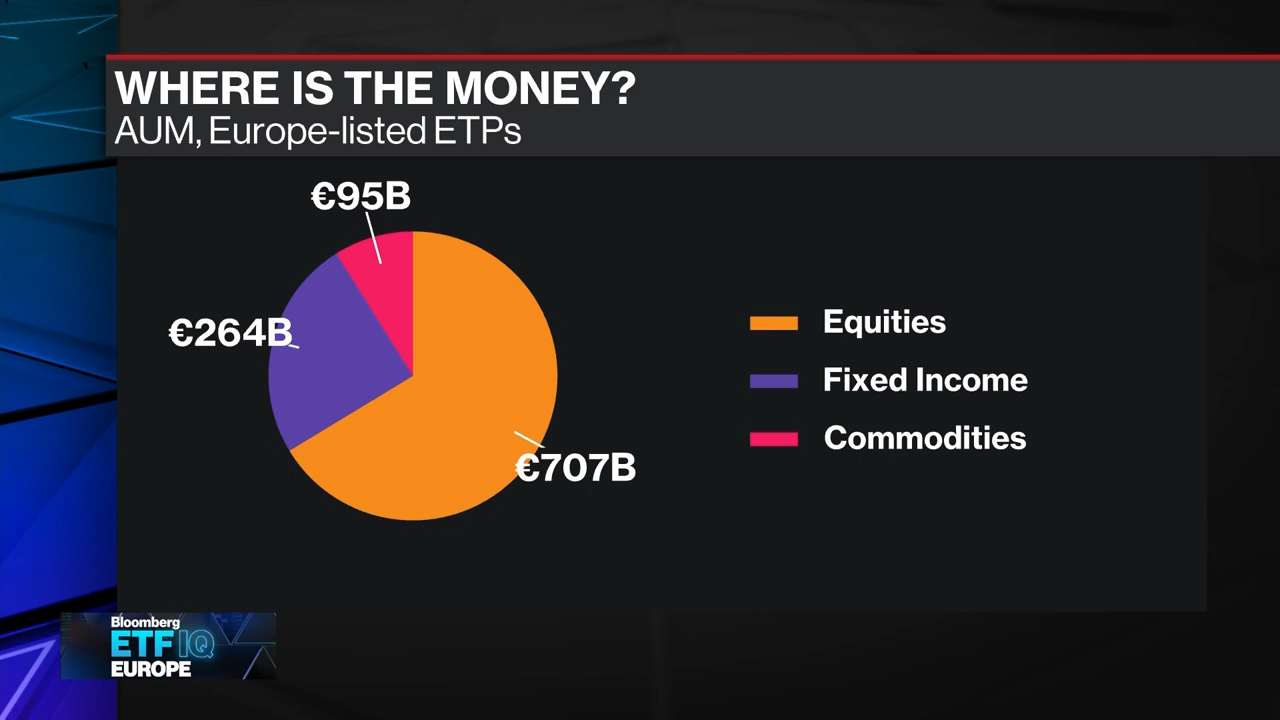 WHERE IS THE MONEY?
AUM, Europe-listed ETPs
€95B
€264B
€707B
Equities
Fixed Income
Commodities
Bloomberg
ETF IQ
EUROPE